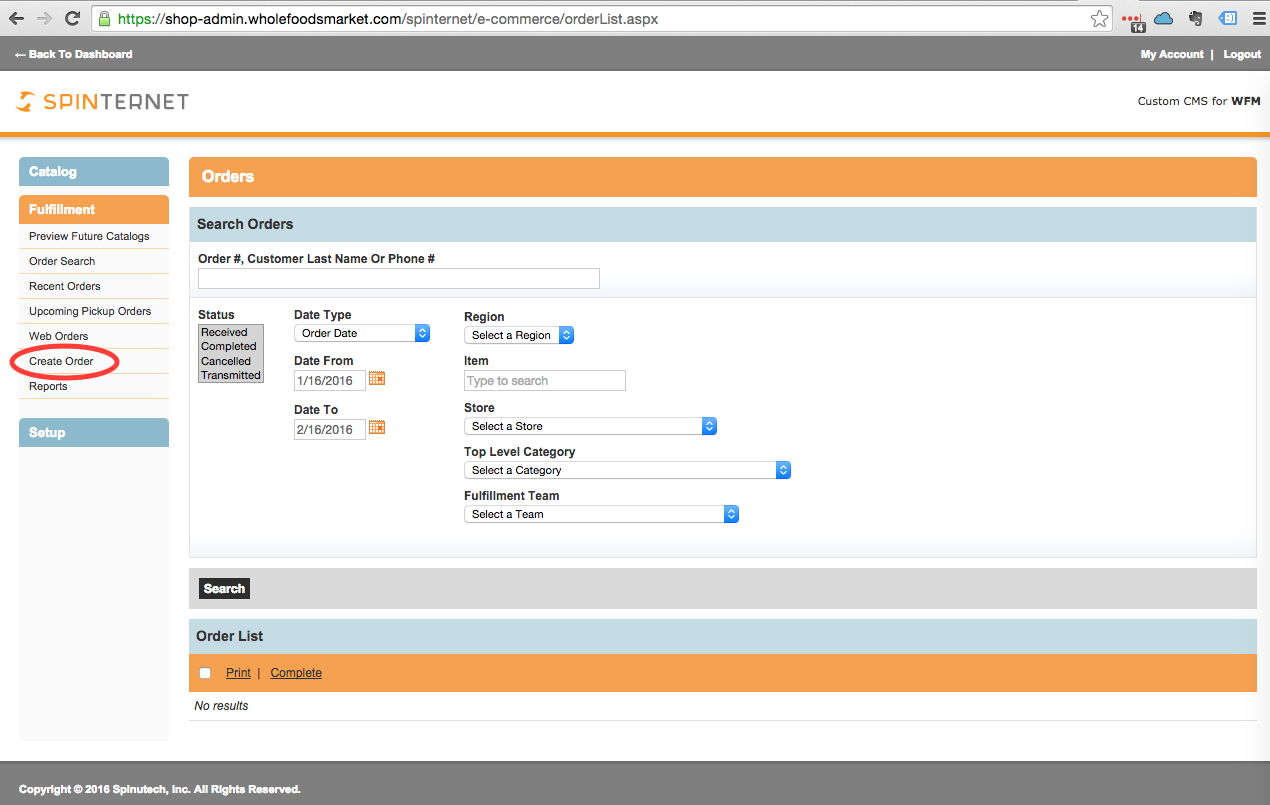 https://shop-admin.wholefoodsmarket.com/spinternet/e-commerce/orderList.aspx
14
← Back To Dashboard
My Account | Logout
SPINTERNET
Custom CMS for WFM
Catalog
Fulfillment
Preview Future Catalogs
Order Search
Recent Orders
Upcoming Pickup Orders
Web Orders
Create Order
Reports
Setup
Orders
Search Orders
Order #, Customer Last Name Or Phone #
Status
Received
Completed
Cancelled
Transmitted
Date Type
Order Date
Date From
1/16/2016
Date To
2/16/2016
Region
Select a Region
Item
Type to search
Store
Select a Store
Top Level Category
Select a Category
Fulfillment Team
Select a Team
Search
Order List
Print | Complete
No results
Copyright © 2016 Spinutech, Inc. All Rights Reserved.